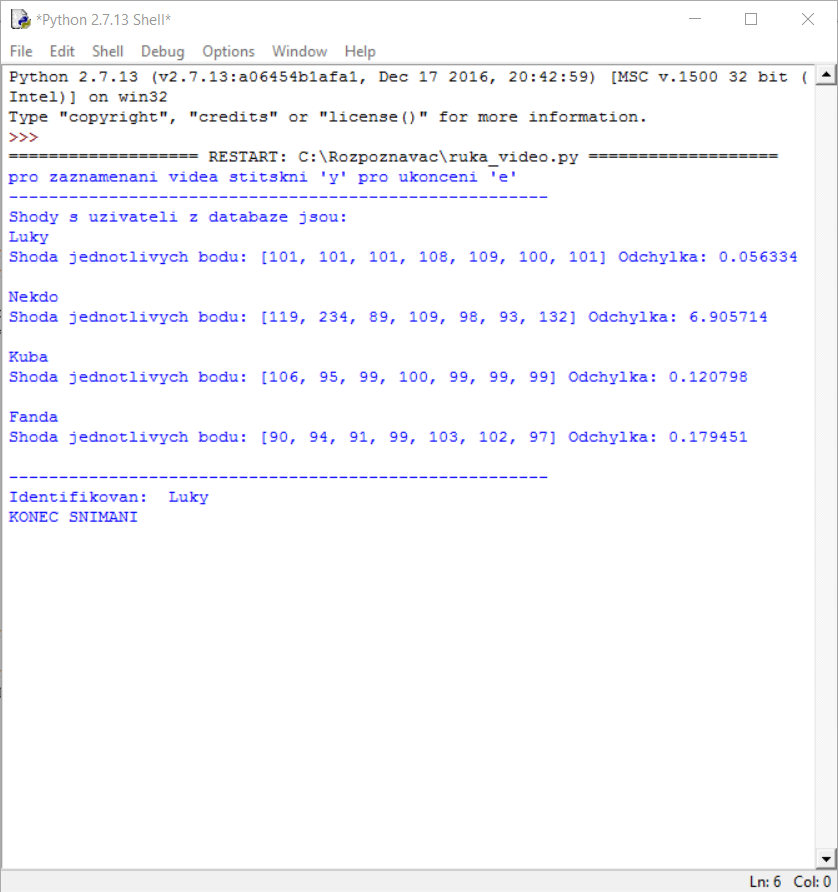 *Python 2.7.13 Shell*
File Edit Shell Debug Options Window Help
Python 2.7.13 (v2.7.13:a06454b1afa1, Dec 17 2016, 20:42:59) [MSC v.1500 32 bit (
Intel)] on win32
Type "copyright", "credits" or "license()" for more information.
>>>
=================== RESTART: C:\Rozpoznavac\ruka_video.py ===================
pro zaznamenani videa stitskni 'y' pro ukonceni 'e'
------------------------------------------------------
Shody s uzivateli z databaze jsou:
Luky
Shoda jednotlivych bodu: [101, 101, 101, 108, 109, 100, 101] Odchylka: 0.056334
Nekdo
Shoda jednotlivych bodu: [119, 234, 89, 109, 98, 93, 132] Odchylka: 6.905714
Kuba
Shoda jednotlivych bodu: [106, 95, 99, 100, 99, 99, 99] Odchylka: 0.120798
Fanda
Shoda jednotlivych bodu: [90, 94, 91, 99, 103, 102, 97] Odchylka: 0.179451
------------------------------------------------------
Identifikovan:  Luky
KONEC SNIMANI
Ln: 6 Col: 0